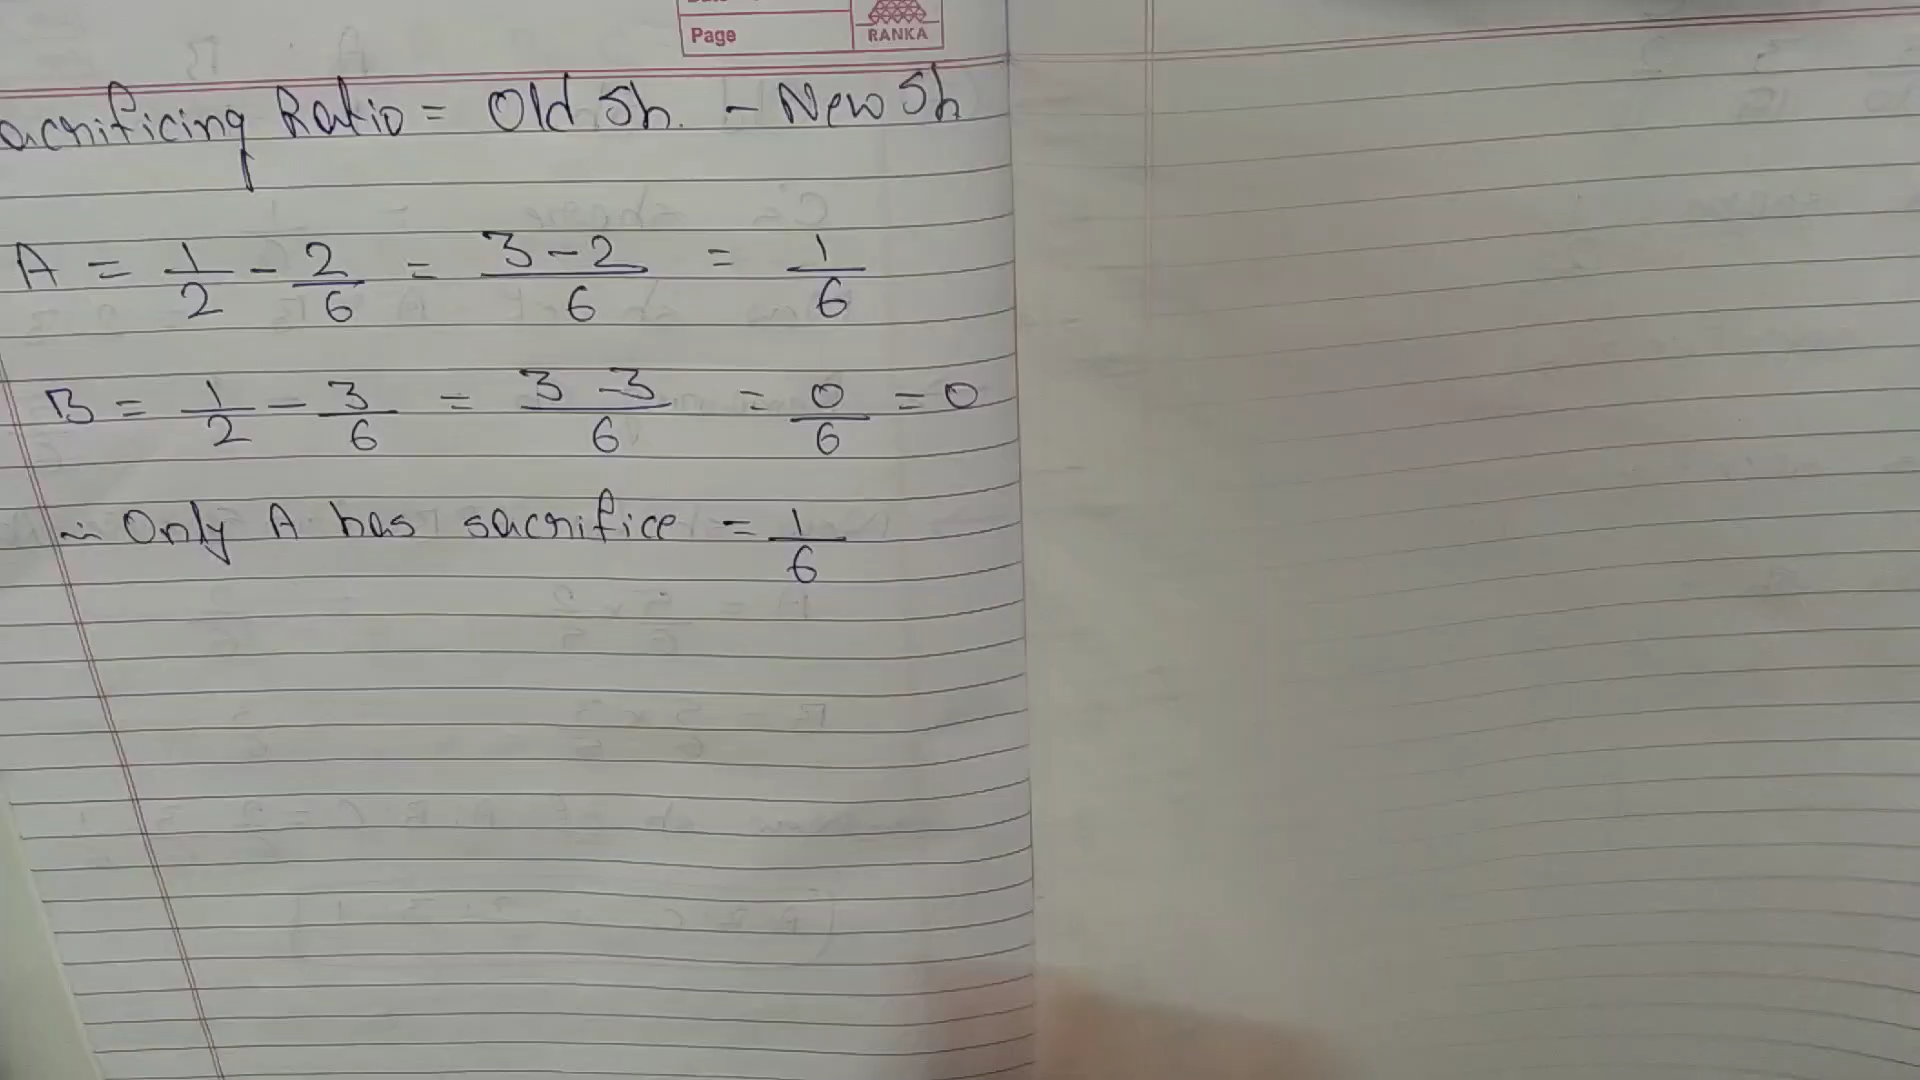 Page
RANKA
acrificing Ratio = Old Sh. - New Sh
A = 1/2 - 2/6 = 3-2/6 = 1/6
B = 1/2 - 3/6 = 3-3/6 = 0/6 = 0
∴ Only A has sacrifice = 1/6